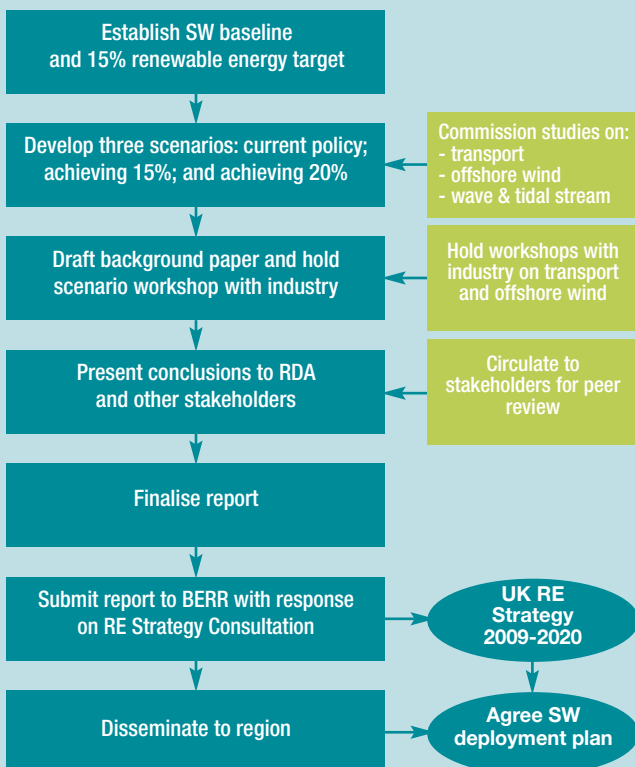 Establish SW baseline
and 15% renewable energy target
Develop three scenarios: current policy;
achieving 15%; and achieving 20%
Commission studies on:
- transport
- offshore wind
- wave & tidal stream
Draft background paper and hold
scenario workshop with industry
Hold workshops with
industry on transport
and offshore wind
Present conclusions to RDA
and other stakeholders
Circulate to
stakeholders for peer
review
Finalise report
Submit report to BERR with response
on RE Strategy Consultation
UK RE
Strategy
2009-2020
Disseminate to region
Agree SW
deployment plan